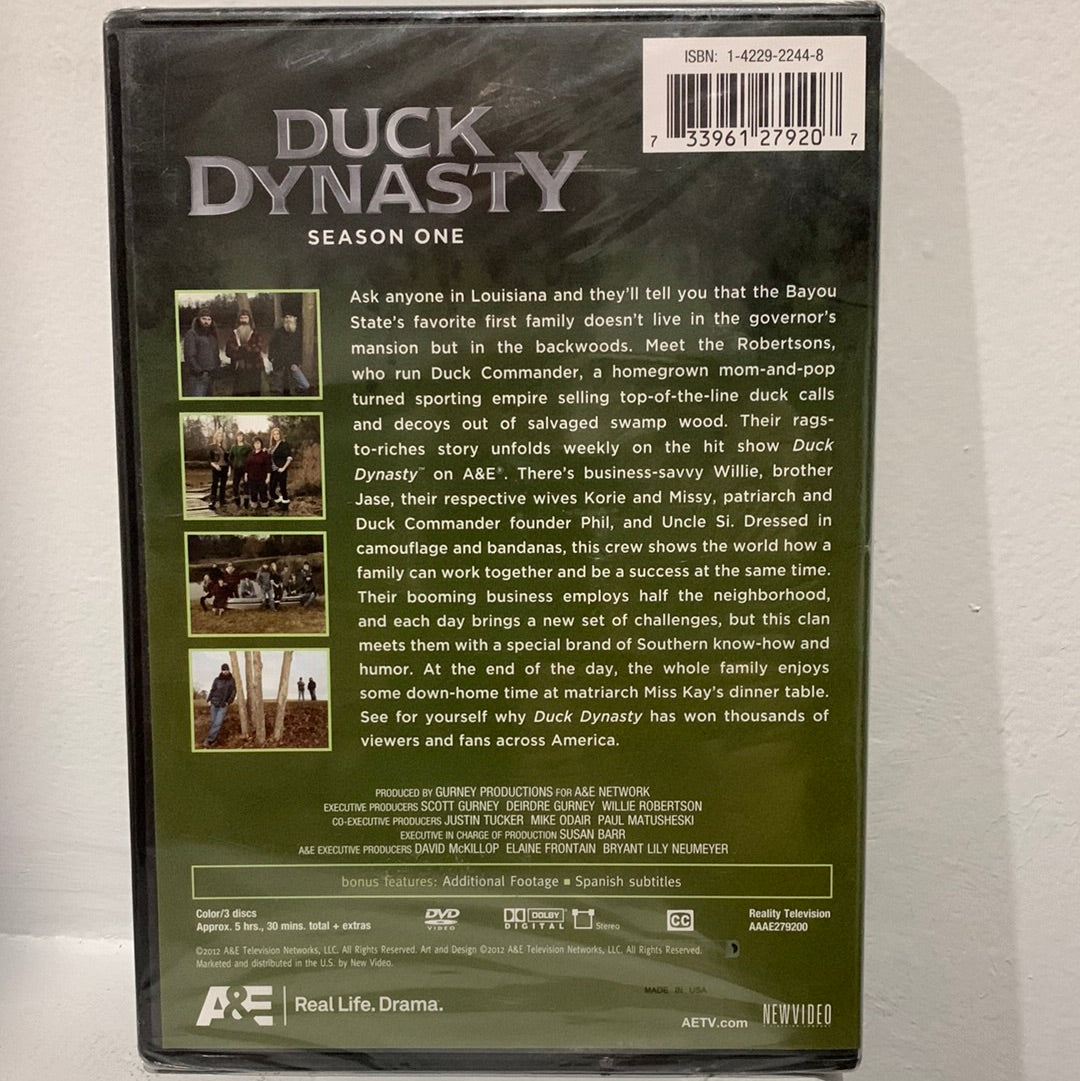 ISBN: 1-4229-2244-8
7 33961 27920 7
DUCK
DYNASTY
SEASON ONE
Ask anyone in Louisiana and they'll tell you that the Bayou
State's favorite first family doesn't live in the governor's
mansion but in the backwoods. Meet the Robertsons,
who run Duck Commander, a homegrown mom-and-pop
turned sporting empire selling top-of-the-line duck calls
and decoys out of salvaged swamp wood. Their rags-
to-riches story unfolds weekly on the hit show Duck
Dynasty™ on A&E®. There's business-savvy Willie, brother
Jase, their respective wives Korie and Missy, patriarch and
Duck Commander founder Phil, and Uncle Si. Dressed in
camouflage and bandanas, this crew shows the world how a
family can work together and be a success at the same time.
Their booming business employs half the neighborhood,
and each day brings a new set of challenges, but this clan
meets them with a special brand of Southern know-how and
humor. At the end of the day, the whole family enjoys
some down-home time at matriarch Miss Kay's dinner table.
See for yourself why Duck Dynasty has won thousands of
viewers and fans across America.
PRODUCED BY GURNEY PRODUCTIONS FOR A&E NETWORK
EXECUTIVE PRODUCERS SCOTT GURNEY DEIRDRE GURNEY WILLIE ROBERTSON
CO-EXECUTIVE PRODUCERS JUSTIN TUCKER MIKE ODAIR PAUL MATUSHESKI
EXECUTIVE IN CHARGE OF PRODUCTION SUSAN BARR
A&E EXECUTIVE PRODUCERS DAVID McKILLOP ELAINE FRONTAIN BRYANT LILY NEUMEYER
bonus features: Additional Footage ▪ Spanish subtitles
Color/3 discs
Approx. 5 hrs., 30 mins. total + extras
DVD
VIDEO
DOLBY
DIGITAL
Stereo
CC
Reality Television
AAAE279200
©2012 A&E Television Networks, LLC. All Rights Reserved. Art and Design ©2012 A&E Television Networks, LLC. All Rights Reserved.
Marketed and distributed in the U.S. by New Video.
A&E | Real Life. Drama.
MADE IN USA
AETV.com
NEWVIDEO